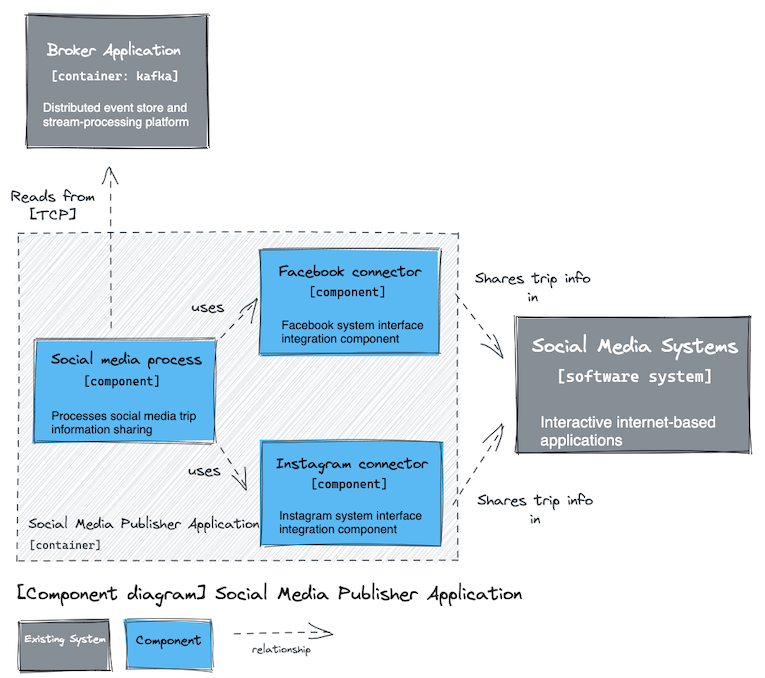 Broker Application
[container: kafka]
Distributed event store and
stream-processing platform
Reads from
[TCP]
Facebook connector
[component]
Facebook system interface
integration component
Shares trip info
in
uses
Social media process
[component]
Processes social media trip
information sharing
Social Media Systems
[software system]
Interactive internet-based
applications
uses
Instagram connector
[component]
Instagram system interface
integration component
Shares trip info
in
Social Media Publisher Application
[container]
[Component diagram] Social Media Publisher Application
Existing System
Component
relationship